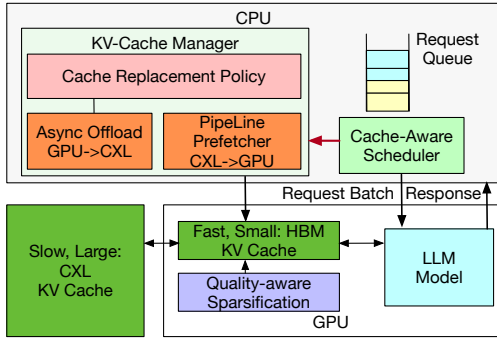 CPU
KV-Cache Manager
Cache Replacement Policy
Async Offload
GPU->CXL
PipeLine
Prefetcher
CXL->GPU
Request
Queue
Cache-Aware
Scheduler
Request Batch
Response
Slow, Large:
CXL
KV Cache
Fast, Small: HBM
KV Cache
Quality-aware
Sparsification
LLM
Model
GPU